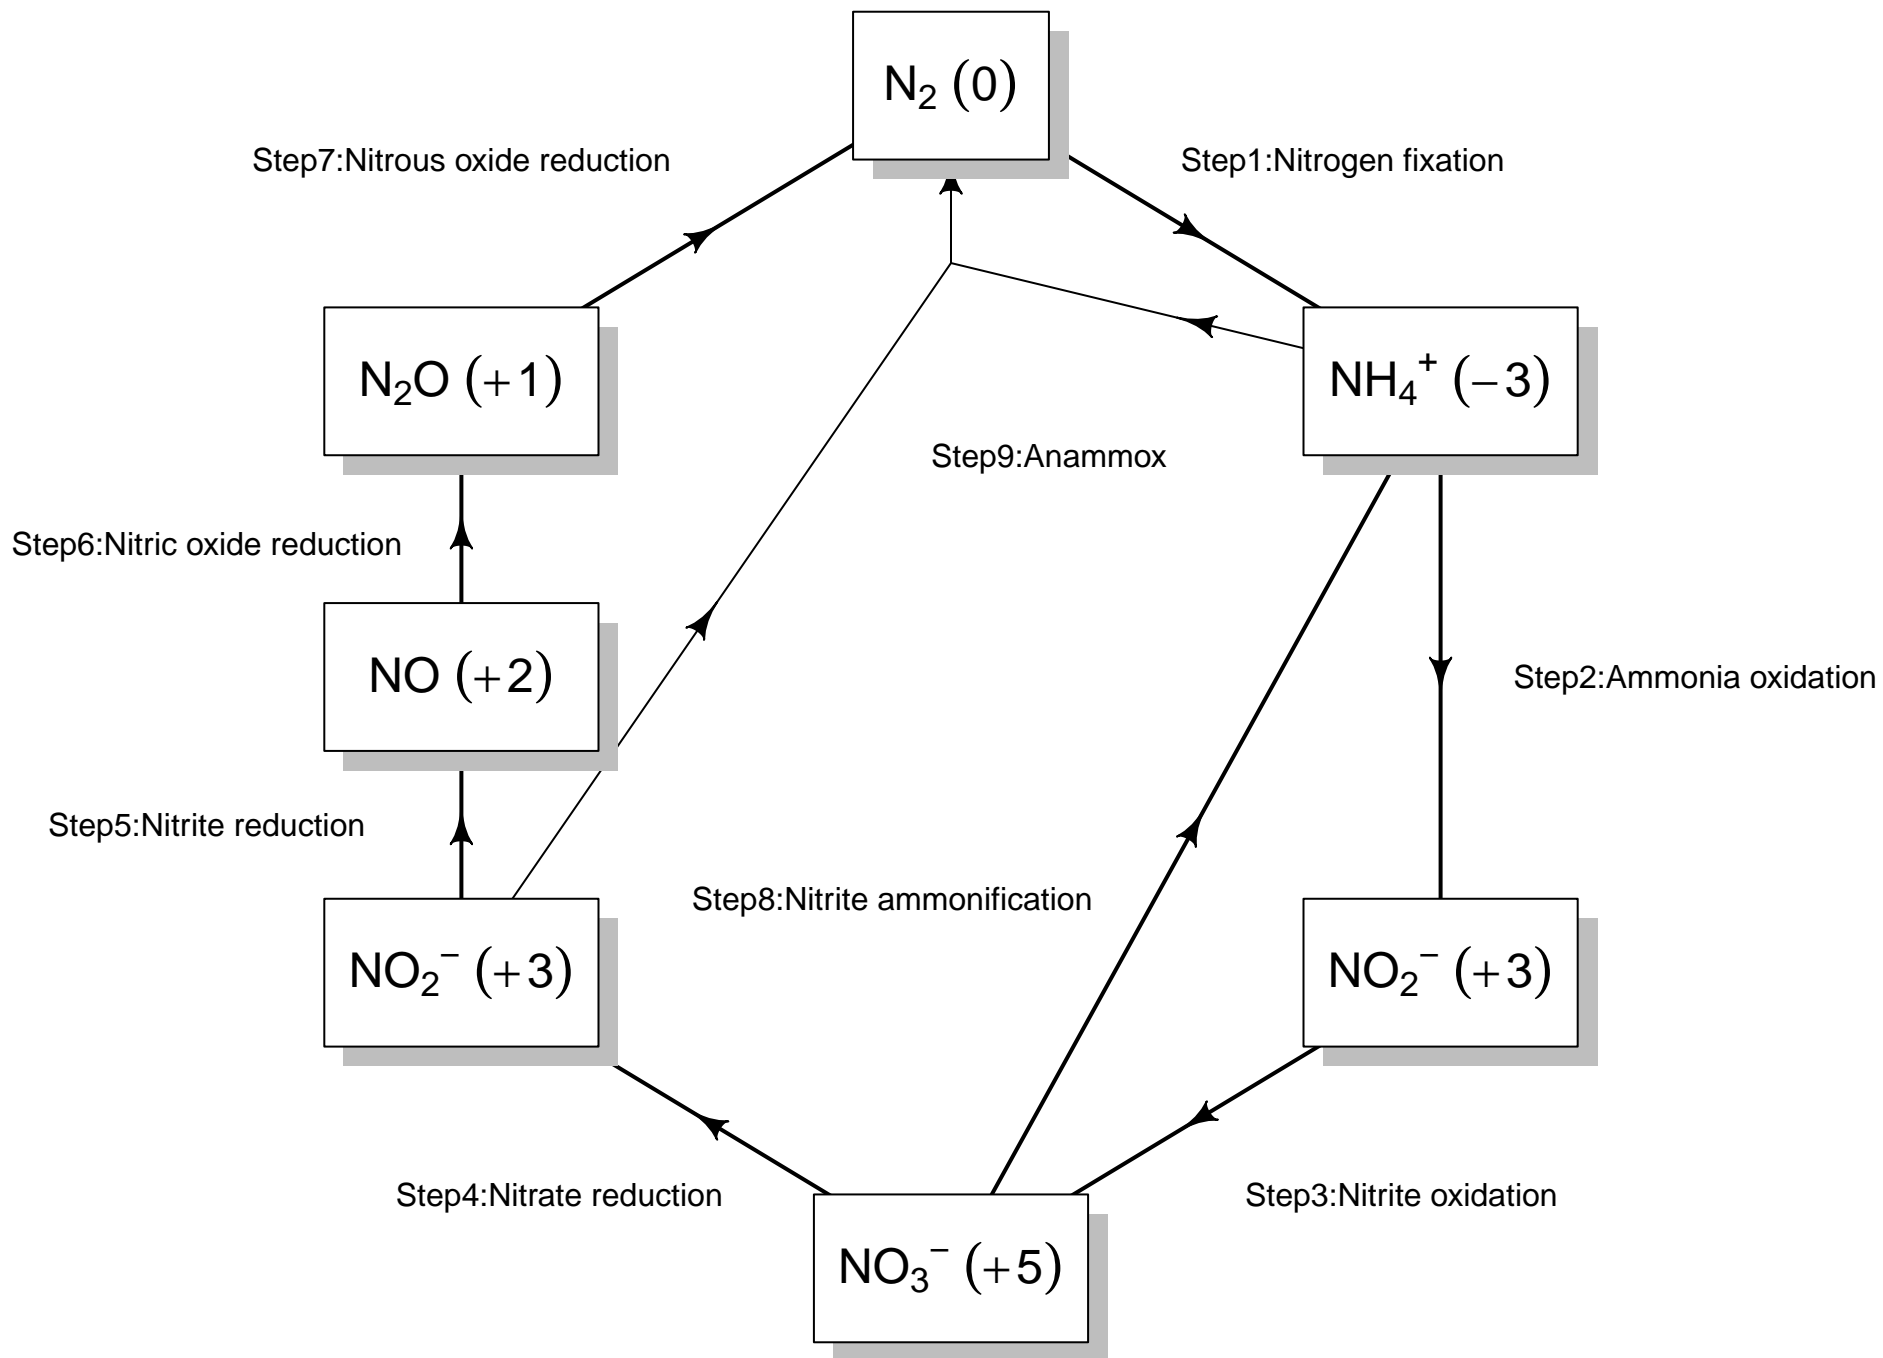 N₂ (0)
Step7:Nitrous oxide reduction
Step1:Nitrogen fixation
N₂O (+1)
NH₄⁺ (−3)
Step9:Anammox
Step6:Nitric oxide reduction
NO (+2)
Step2:Ammonia oxidation
Step5:Nitrite reduction
Step8:Nitrite ammonification
NO₂⁻ (+3)
NO₂⁻ (+3)
Step4:Nitrate reduction
Step3:Nitrite oxidation
NO₃⁻ (+5)